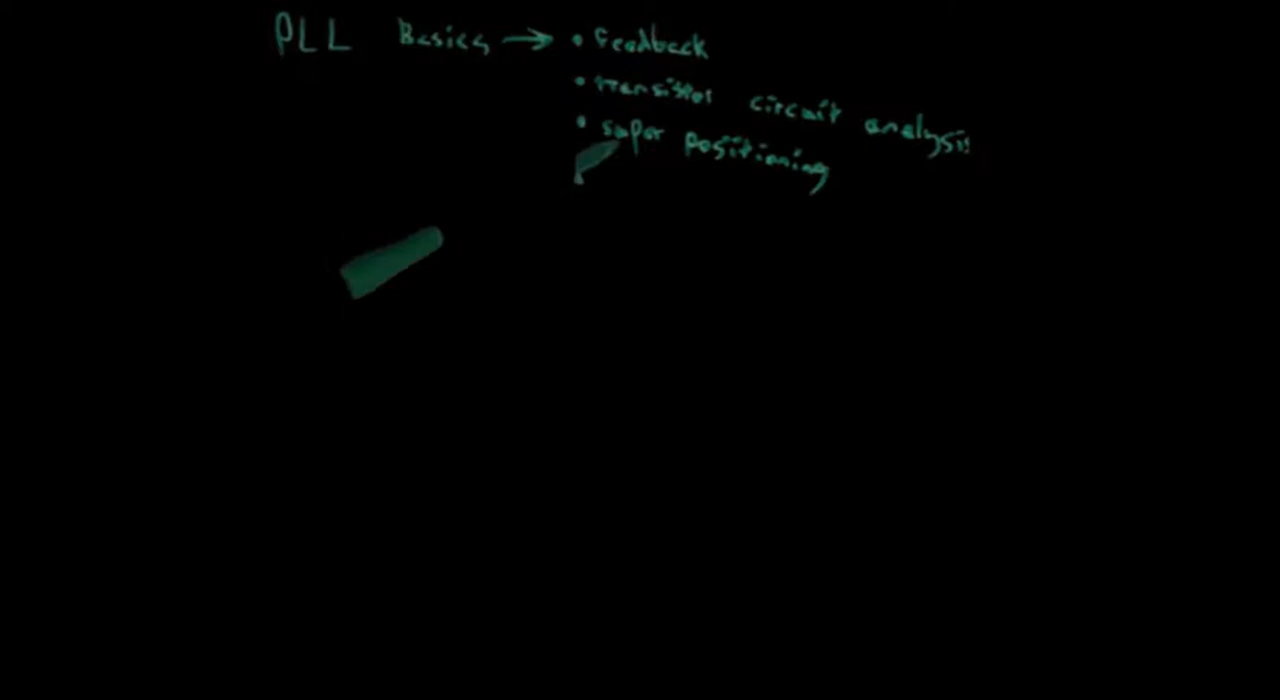 PLL Basics → • Feedback
• transistor circuit analysis
• super positioning